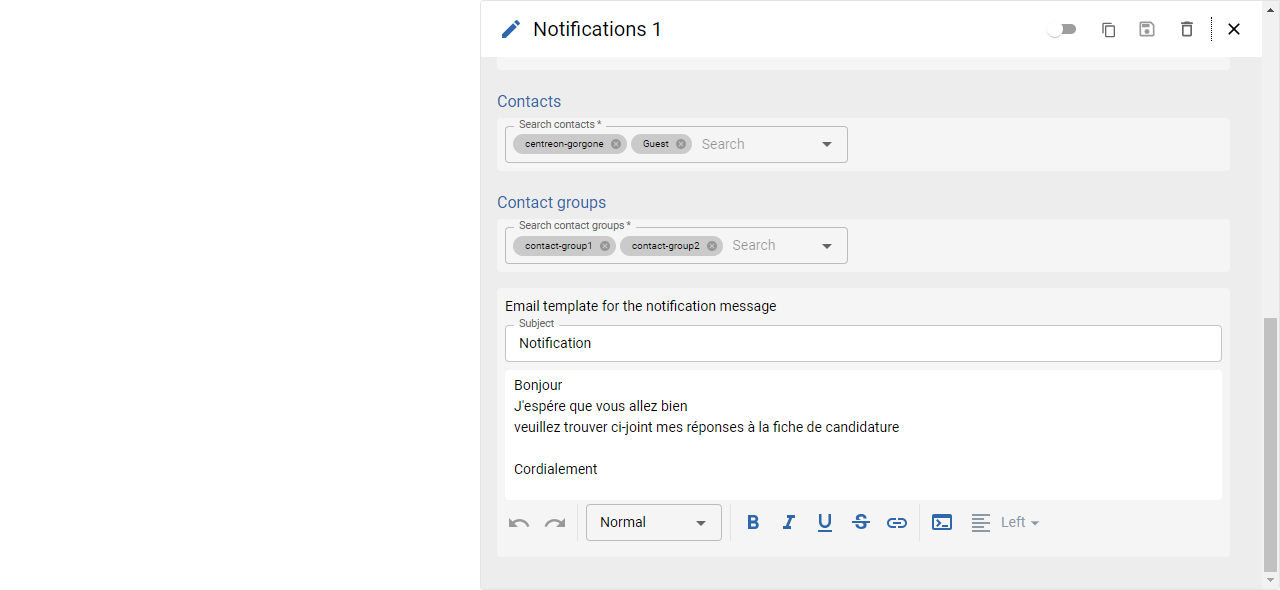 Notifications 1
Contacts
Search contacts *
centreon-gorgone Guest Search
Contact groups
Search contact groups *
contact-group1 contact-group2 Search
Email template for the notification message
Subject
Notification
Bonjour
J'espére que vous allez bien
veuillez trouver ci-joint mes réponses à la fiche de candidature
Cordialement
Normal B I U S Left